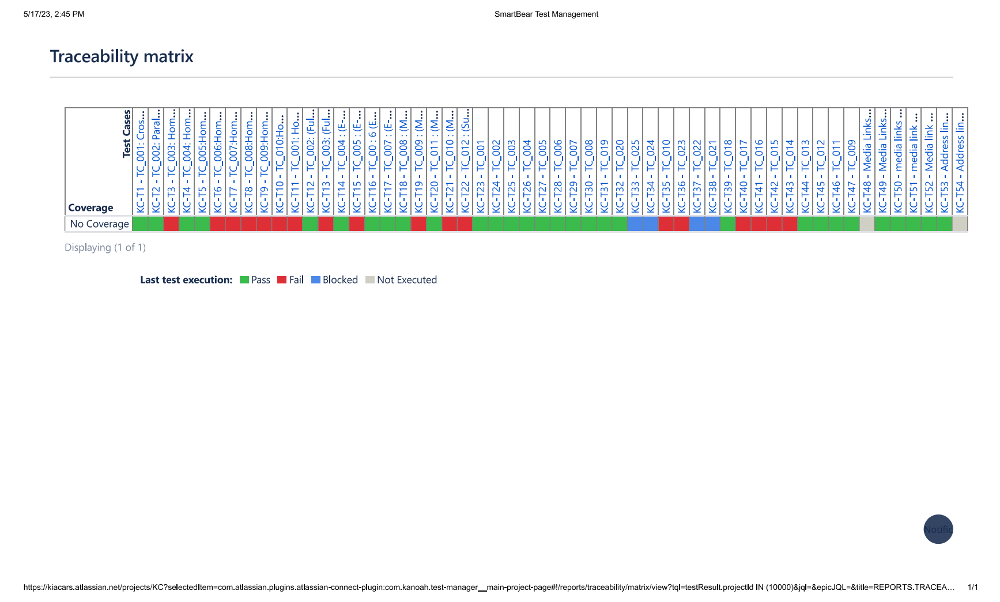 5/17/23, 2:45 PM
SmartBear Test Management
Traceability matrix
Test Cases
Coverage
KC-T1 - TC_001: Cros...
KC-T2 - TC_002: Paral...
KC-T3 - TC_003: Hom...
KC-T4 - TC_004: Hom...
KC-T5 - TC_005:Hom...
KC-T6 - TC_006:Hom...
KC-T7 - TC_007:Hom...
KC-T8 - TC_008:Hom...
KC-T9 - TC_009:Hom...
KC-T10 - TC_010:Ho...
KC-T11 - TC_001: Ho...
KC-T12 - TC_002: (Ful...
KC-T13 - TC_003: (Ful...
KC-T14 - TC_004 : (E-...
KC-T15 - TC_005 : (E-...
KC-T16 - TC_00 : 6 (E...
KC-T17 - TC_007 : (E-...
KC-T18 - TC_008 : (M...
KC-T19 - TC_009 : (M...
KC-T20 - TC_011 : (M...
KC-T21 - TC_010 : (M...
KC-T22 - TC_012 : (Su...
KC-T23 - TC_001
KC-T24 - TC_002
KC-T25 - TC_003
KC-T26 - TC_004
KC-T27 - TC_005
KC-T28 - TC_006
KC-T29 - TC_007
KC-T30 - TC_008
KC-T31 - TC_019
KC-T32 - TC_020
KC-T33 - TC_025
KC-T34 - TC_024
KC-T35 - TC_010
KC-T36 - TC_023
KC-T37 - TC_022
KC-T38 - TC_021
KC-T39 - TC_018
KC-T40 - TC_017
KC-T41 - TC_016
KC-T42 - TC_015
KC-T43 - TC_014
KC-T44 - TC_013
KC-T45 - TC_012
KC-T46 - TC_011
KC-T47 - TC_009
KC-T48 - Media Links...
KC-T49 - Media Links...
KC-T50 - media links ...
KC-T51 - media link ...
KC-T52 - Media link ...
KC-T53 - Address lin...
KC-T54 - Address lin...
No Coverage
Displaying (1 of 1)
Last test execution: Pass Fail Blocked Not Executed
Notific
https://kiacars.atlassian.net/projects/KC?selectedItem=com.atlassian.plugins.atlassian-connect-plugin:com.kanoah.test-manager__main-project-page#!/reports/traceability/matrix/view?tql=testResult.projectId IN (10000)&jql=&epicJQL=&title=REPORTS.TRACEA... 1/1